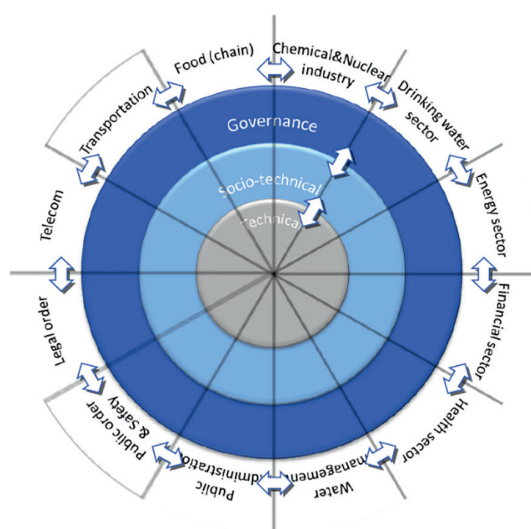 Food (chain)
Chemical&Nuclear
industry
Drinking water
sector
Energy sector
Financial sector
Health sector
Water
management
Public
administration
Public order
& Safety
Legal order
Telecom
Transportation
Governance
Socio-technical
Technical